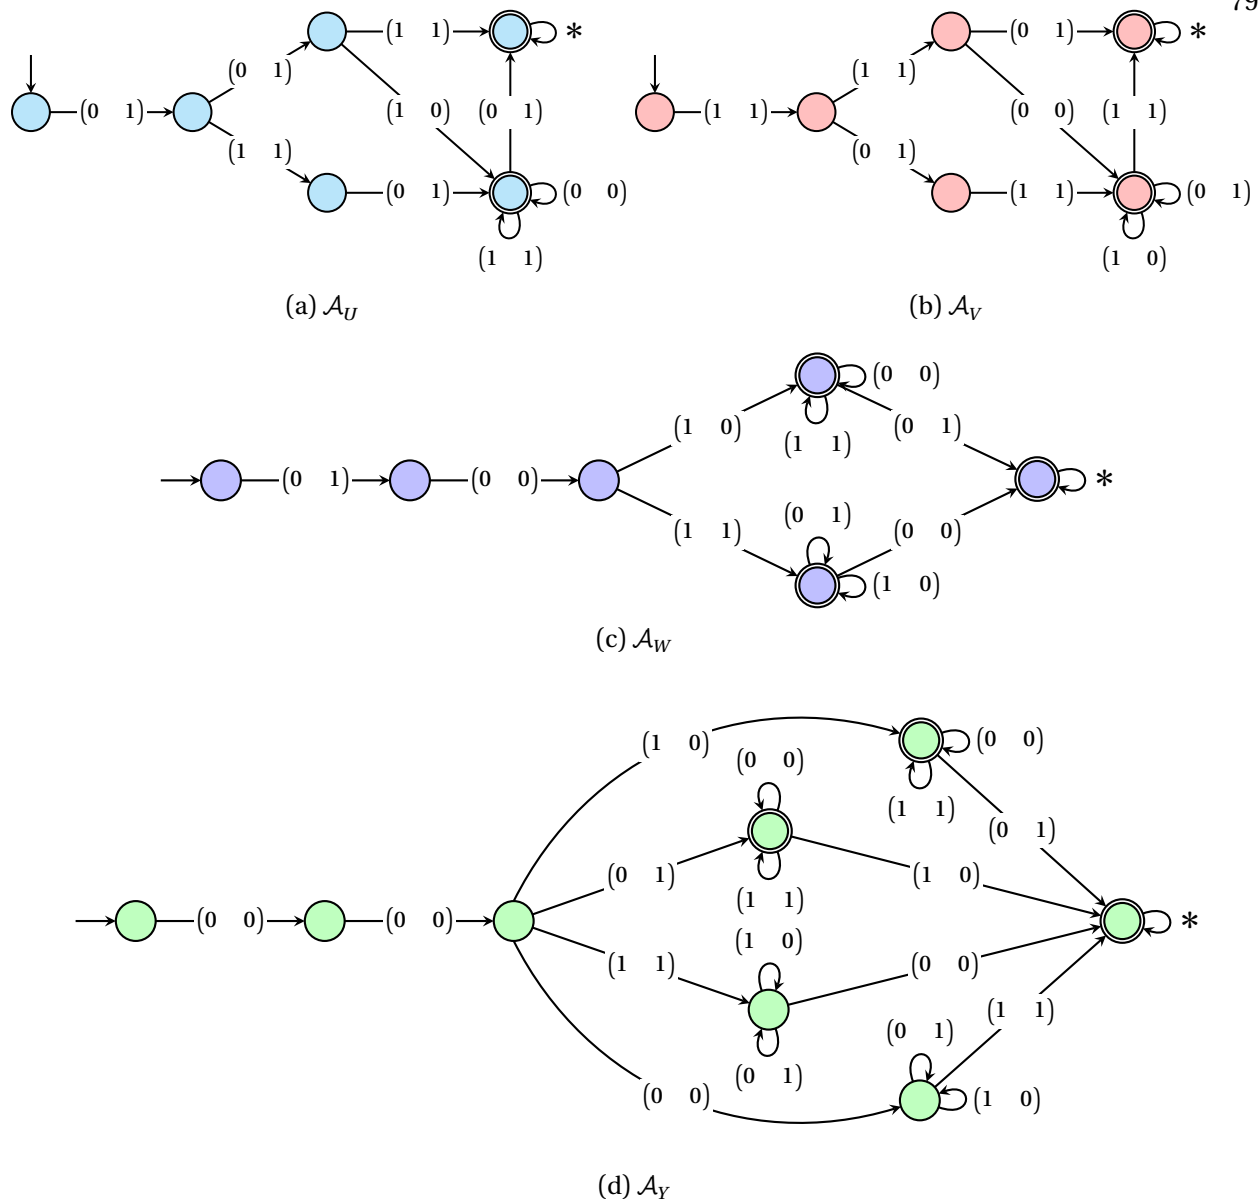 79
(1 1) * (0 1) *
(0 1) (1 1)
(0 1) (1 0) (0 1) (1 1) (0 0) (1 1)
(1 1) (0 1)
(0 1) (0 0) (1 1) (0 1)
(1 1) (1 0)
(a) 𝒜U (b) 𝒜V
(0 0)
(1 0) (0 1)
(1 1)
(0 1) (0 0) *
(0 1)
(1 1) (0 0)
(1 0)
(c) 𝒜W
(1 0) (0 0)
(0 0)
(1 1)
(0 1)
(0 1) (1 0)
(1 1)
(0 0) (0 0) *
(1 0)
(1 1) (0 0)
(1 1)
(0 1)
(0 1)
(0 0) (1 0)
(d) 𝒜Y